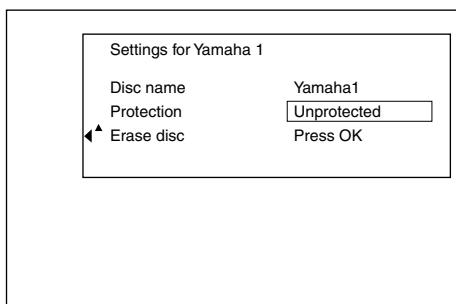 Settings for Yamaha 1
Disc name Yamaha1
Protection Unprotected
Erase disc Press OK